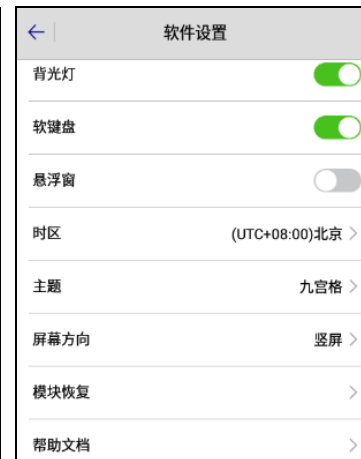 软件设置
背光灯
软键盘
悬浮窗
时区 (UTC+08:00)北京
主题 九宫格
屏幕方向 竖屏
模块恢复
帮助文档